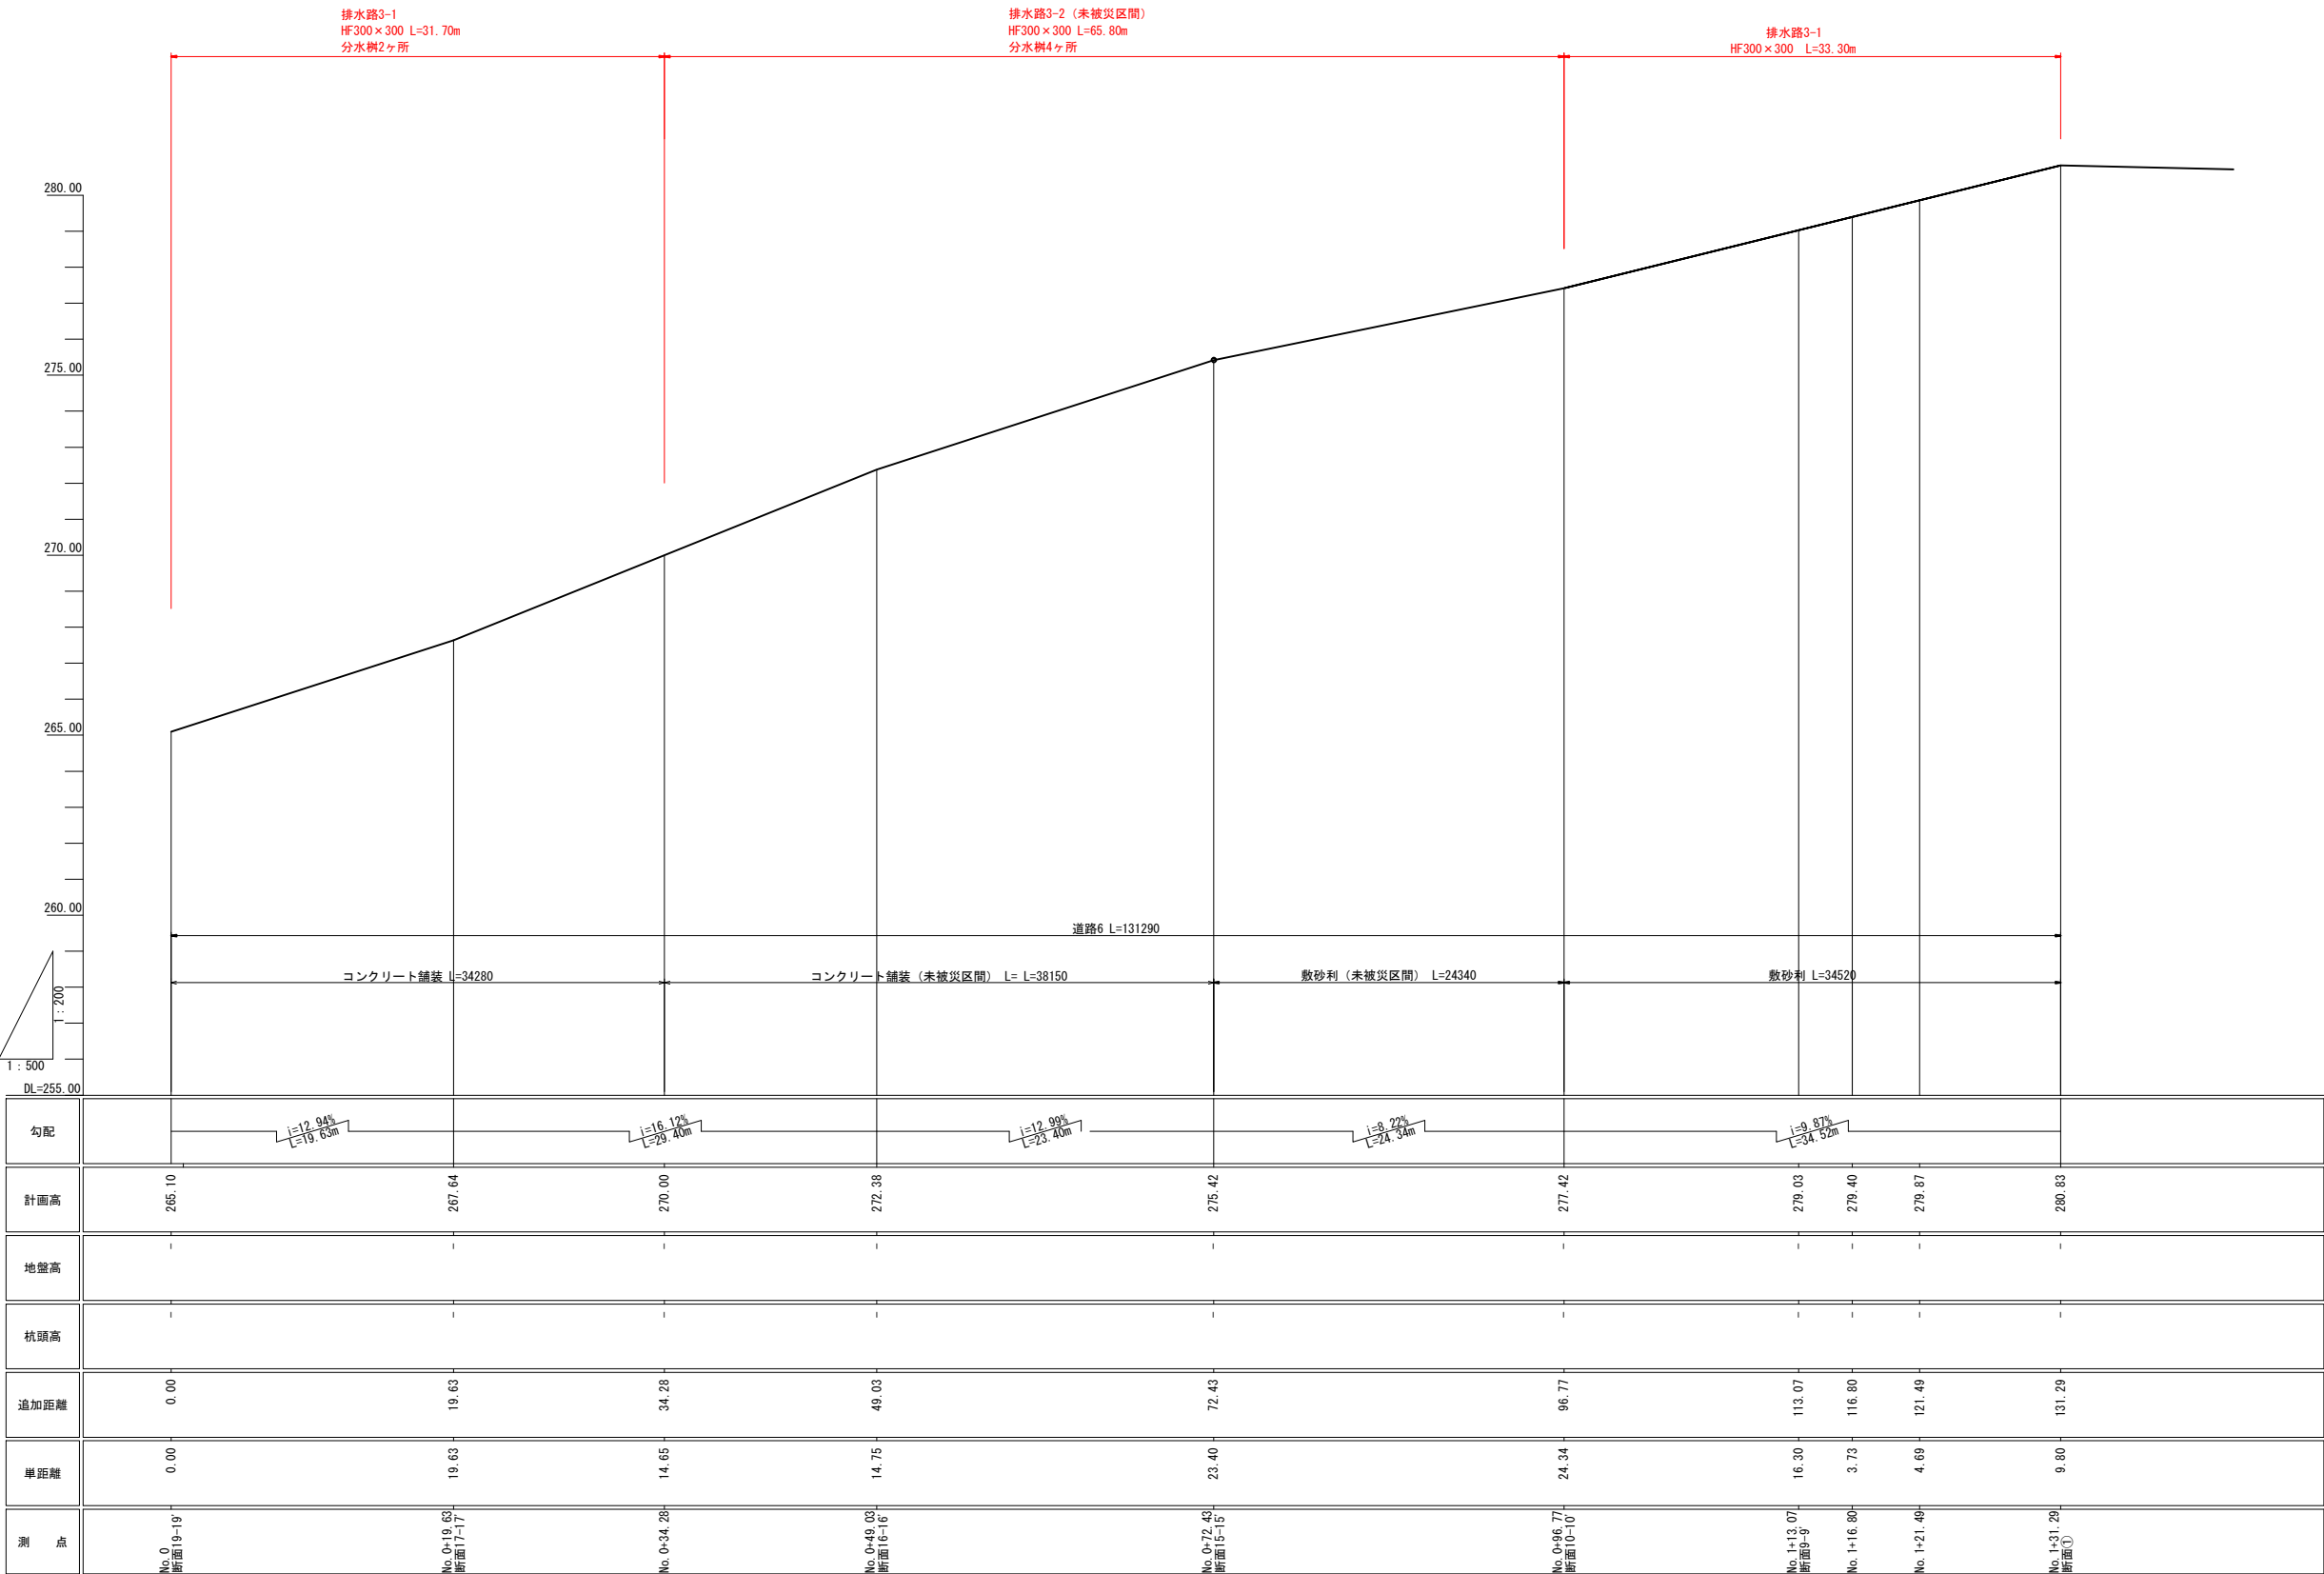 排水路3-1
HF300×300 L=31.70m
分水桝2ヶ所
排水路3-2（未被災区間）
HF300×300 L=65.80m
分水桝4ヶ所
排水路3-1
HF300×300 L=33.30m
280.00
275.00
270.00
265.00
260.00
1：200
1：500
DL=255.00
道路6 L=131290
コンクリート舗装 L=34280
コンクリート舗装（未被災区間） L= L=38150
敷砂利（未被災区間） L=24340
敷砂利 L=34520
勾配
i=12.94%
L=19.63m
i=16.12%
L=29.40m
i=12.99%
L=23.40m
i=8.22%
L=24.34m
i=9.87%
L=34.52m
計画高
265.10
267.64
270.00
272.38
275.42
277.42
279.03
279.40
279.87
280.83
地盤高
-
-
-
-
-
-
-
-
-
-
杭頭高
-
-
-
-
-
-
-
-
-
-
追加距離
0.00
19.63
34.28
49.03
72.43
96.77
113.07
116.80
121.49
131.29
単距離
0.00
19.63
14.65
14.75
23.40
24.34
16.30
3.73
4.69
9.80
測 点
No.0
断面19-19'
No.0+19.63
断面17-17'
No.0+34.28
No.0+49.03
断面16-16'
No.0+72.43
断面15-15'
No.0+96.77
断面10-10'
No.1+13.07
断面9-9'
No.1+16.80
No.1+21.49
No.1+31.29
断面①